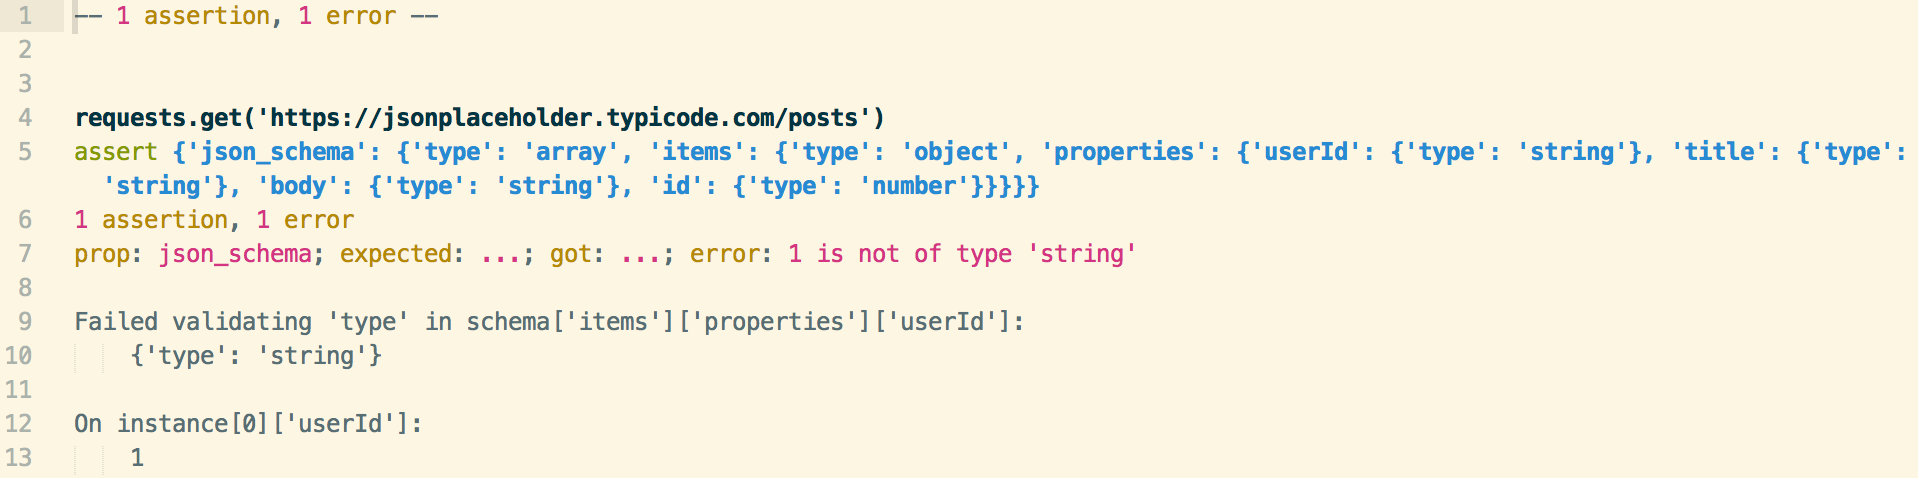 1 -- 1 assertion, 1 error --
2
3
4 requests.get('https://jsonplaceholder.typicode.com/posts')
5 assert {'json_schema': {'type': 'array', 'items': {'type': 'object', 'properties': {'userId': {'type': 'string'}, 'title': {'type':
'string'}, 'body': {'type': 'string'}, 'id': {'type': 'number'}}}}}
6 1 assertion, 1 error
7 prop: json_schema; expected: ...; got: ...; error: 1 is not of type 'string'
8
9 Failed validating 'type' in schema['items']['properties']['userId']:
10 {'type': 'string'}
11
12 On instance[0]['userId']:
13 1